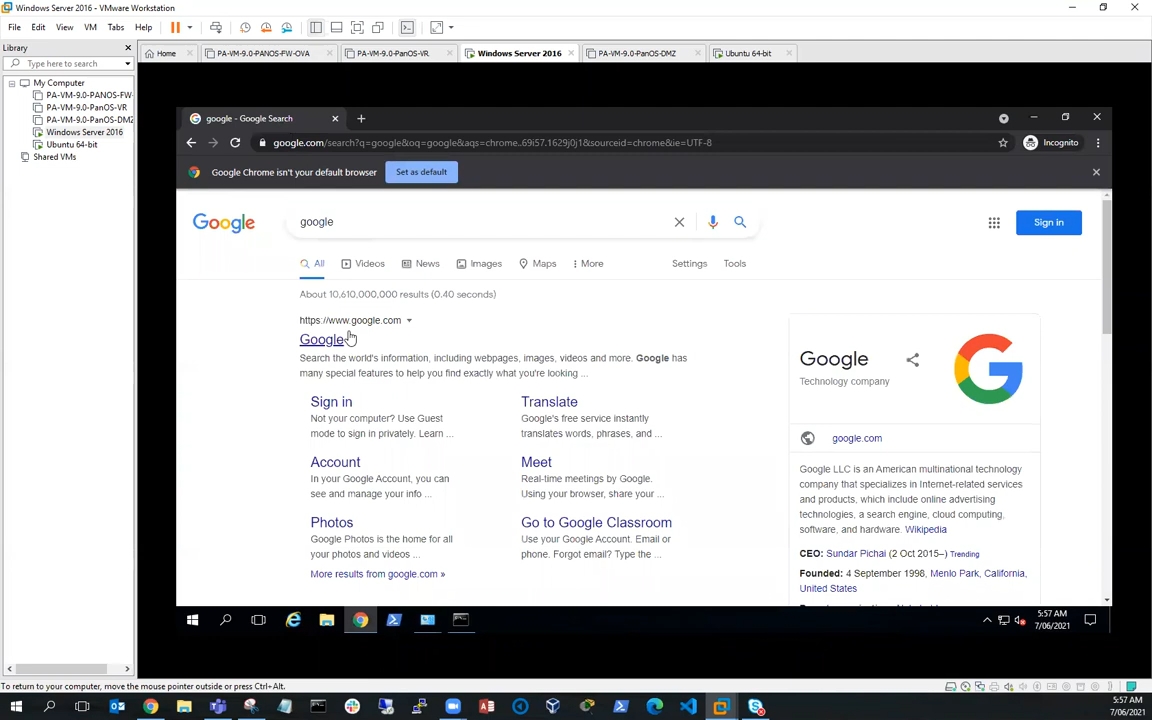 Windows Server 2016 - VMware Workstation
File Edit View VM Tabs Help
Library
Type here to search
My Computer
PA-VM-9.0-PANOS-FW-
PA-VM-9.0-PanOS-VR
PA-VM-9.0-PanOS-DMZ
Windows Server 2016
Ubuntu 64-bit
Shared VMs
Home PA-VM-9.0-PANOS-FW-OVA PA-VM-9.0-PanOS-VR Windows Server 2016 PA-VM-9.0-PanOS-DMZ Ubuntu 64-bit
google - Google Search
google.com/search?q=google&oq=google&aqs=chrome..69i57.1629j0j1&sourceid=chrome&ie=UTF-8 Incognito
Google Chrome isn't your default browser Set as default
Google google Sign in
All Videos News Images Maps More Settings Tools
About 10,610,000,000 results (0.40 seconds)
https://www.google.com
Google
Search the world's information, including webpages, images, videos and more. Google has
many special features to help you find exactly what you're looking ...
Sign in
Not your computer? Use Guest
mode to sign in privately. Learn ...
Translate
Google's free service instantly
translates words, phrases, and ...
Account
In your Google Account, you can
see and manage your info ...
Meet
Real-time meetings by Google.
Using your browser, share your ...
Photos
Google Photos is the home for all
your photos and videos ...
Go to Google Classroom
Use your Google Account. Email or
phone. Forgot email? Type the ...
More results from google.com »
Google
Technology company
G
google.com
Google LLC is an American multinational technology
company that specializes in Internet-related services
and products, which include online advertising
technologies, a search engine, cloud computing,
software, and hardware. Wikipedia
CEO: Sundar Pichai (2 Oct 2015–) Trending
Founded: 4 September 1998, Menlo Park, California,
United States
5:57 AM
7/06/2021
To return to your computer, move the mouse pointer outside or press Ctrl+Alt.
5:57 AM
7/06/2021